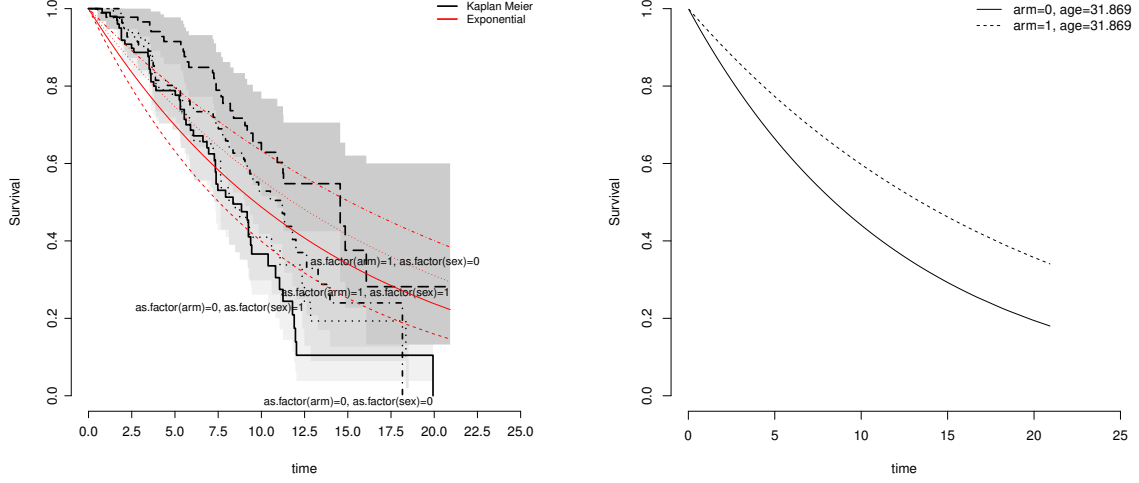 Kaplan Meier
Exponential
1.0
0.8
0.6
0.4
0.2
0.0
Survival
as.factor(arm)=1, as.factor(sex)=0
as.factor(arm)=1, as.factor(sex)=1
as.factor(arm)=0, as.factor(sex)=1
as.factor(arm)=0, as.factor(sex)=0
0.0 2.5 5.0 7.5 10.0 12.5 15.0 17.5 20.0 22.5 25.0
time
arm=0, age=31.869
arm=1, age=31.869
1.0
0.8
0.6
0.4
0.2
0.0
Survival
0 5 10 15 20 25
time